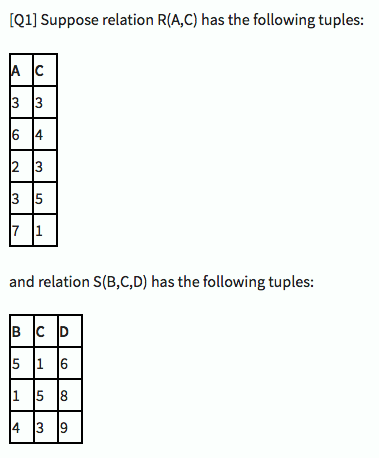 [Q1] Suppose relation R(A,C) has the following tuples:
A C
3 3
6 4
2 3
3 5
7 1
and relation S(B,C,D) has the following tuples:
B C D
5 1 6
1 5 8
4 3 9